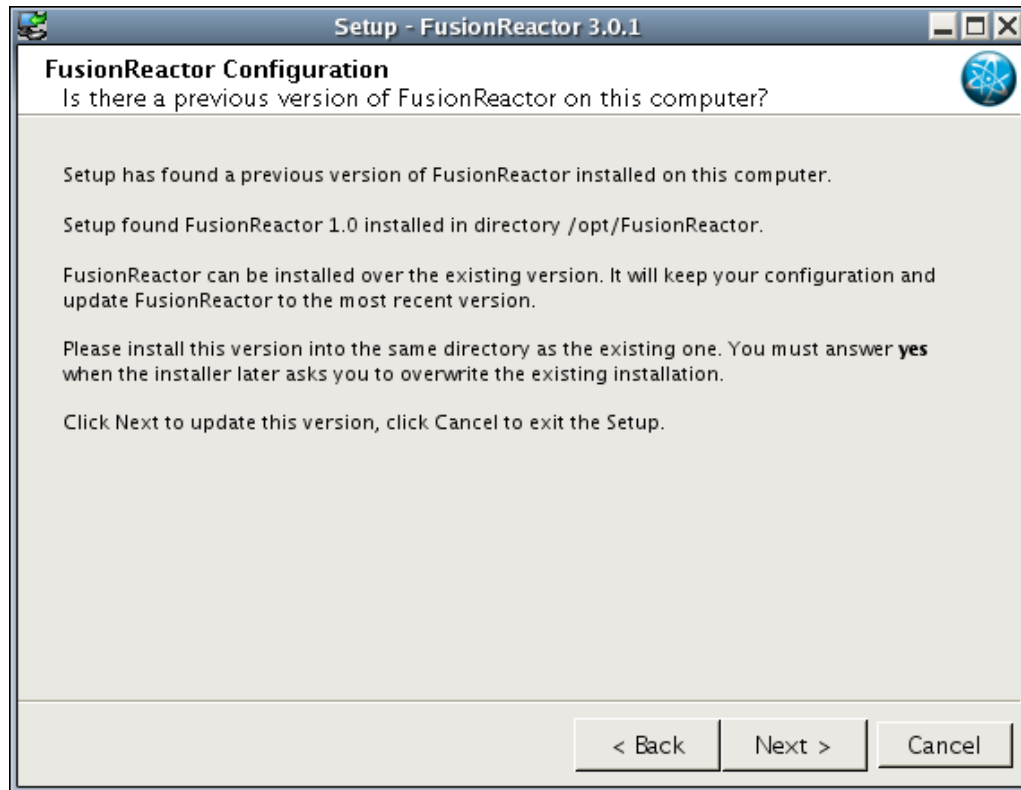 Setup - FusionReactor 3.0.1
FusionReactor Configuration
Is there a previous version of FusionReactor on this computer?
Setup has found a previous version of FusionReactor installed on this computer.
Setup found FusionReactor 1.0 installed in directory /opt/FusionReactor.
FusionReactor can be installed over the existing version. It will keep your configuration and
update FusionReactor to the most recent version.
Please install this version into the same directory as the existing one. You must answer yes
when the installer later asks you to overwrite the existing installation.
Click Next to update this version, click Cancel to exit the Setup.
< Back
Next >
Cancel